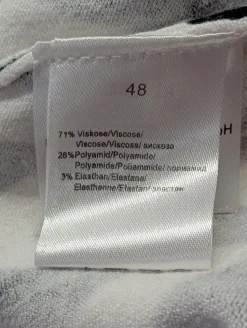 48
71% Viskose/Viscose/
Viscose/Viscosa/ вискоза
26% Polyamid/Polyamide/
Polyamide/Poliammide/ полиамид
3% Elasthan/Elastane/
Elasthanne/Elastan/ эластан